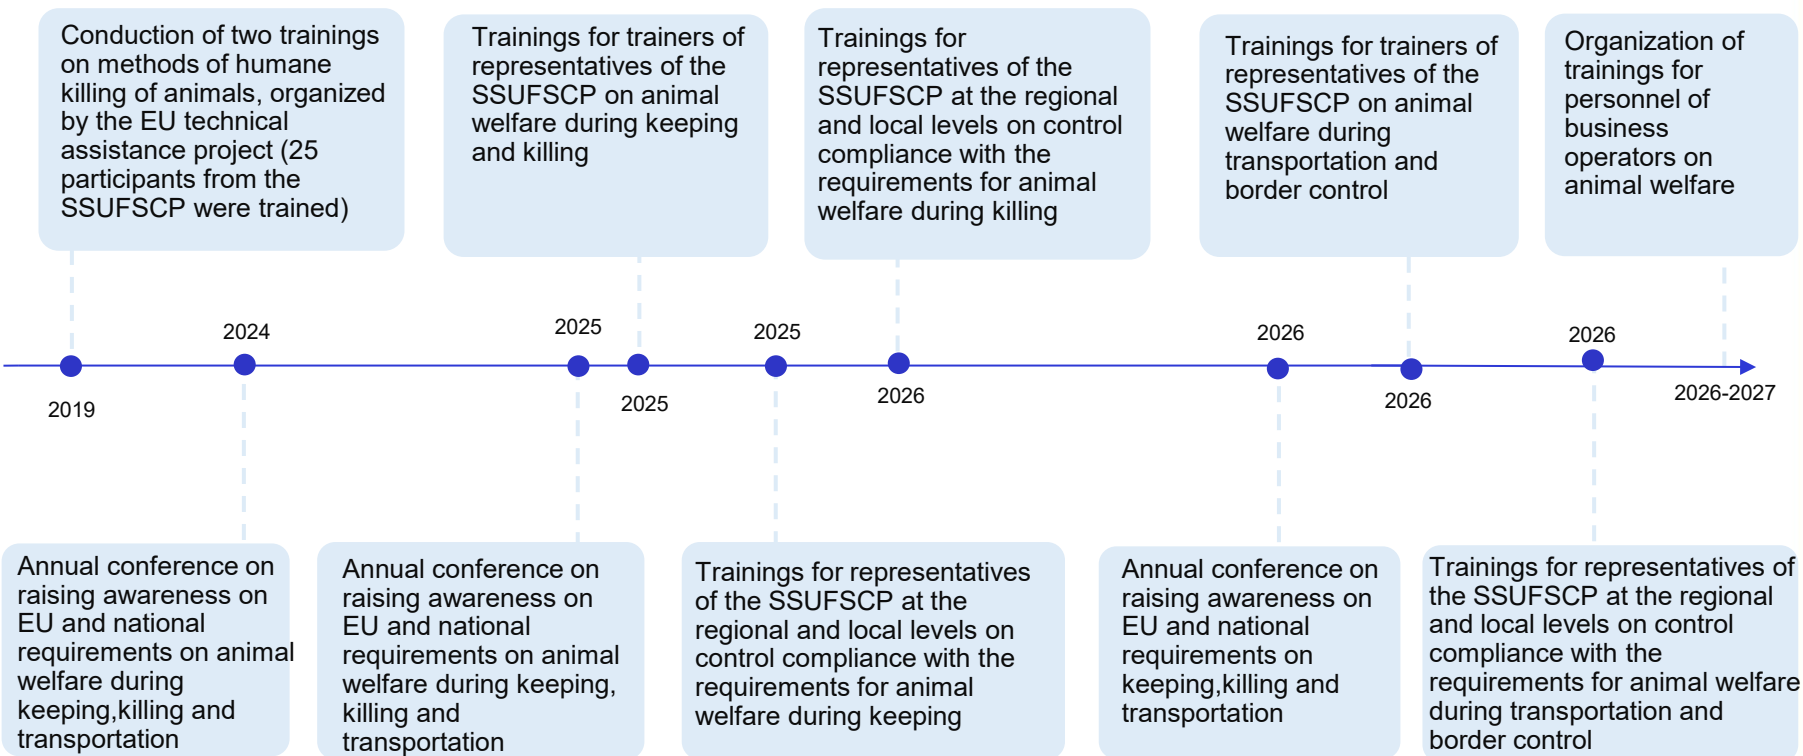 Conduction of two trainings
on methods of humane
killing of animals, organized
by the EU technical
assistance project (25
participants from the
SSUFSCP were trained)
Trainings for trainers of
representatives of the
SSUFSCP on animal
welfare during keeping
and killing
Trainings for
representatives of the
SSUFSCP at the regional
and local levels on control
compliance with the
requirements for animal
welfare during killing
Trainings for trainers of
representatives of the
SSUFSCP on animal
welfare during
transportation and
border control
Organization of
trainings for
personnel of
business
operators on
animal welfare
2024
2025
2025
2026
2026
2019
2025
2026
2026
2026-2027
Annual conference on
raising awareness on
EU and national
requirements on animal
welfare during
keeping,killing and
transportation
Annual conference on
raising awareness on
EU and national
requirements on animal
welfare during keeping,
killing and
transportation
Trainings for representatives
of the SSUFSCP at the
regional and local levels on
control compliance with the
requirements for animal
welfare during keeping
Annual conference on
raising awareness on
EU and national
requirements on
keeping,killing and
transportation
Trainings for representatives of
the SSUFSCP at the regional
and local levels on control
compliance with the
requirements for animal welfare
during transportation and
border control